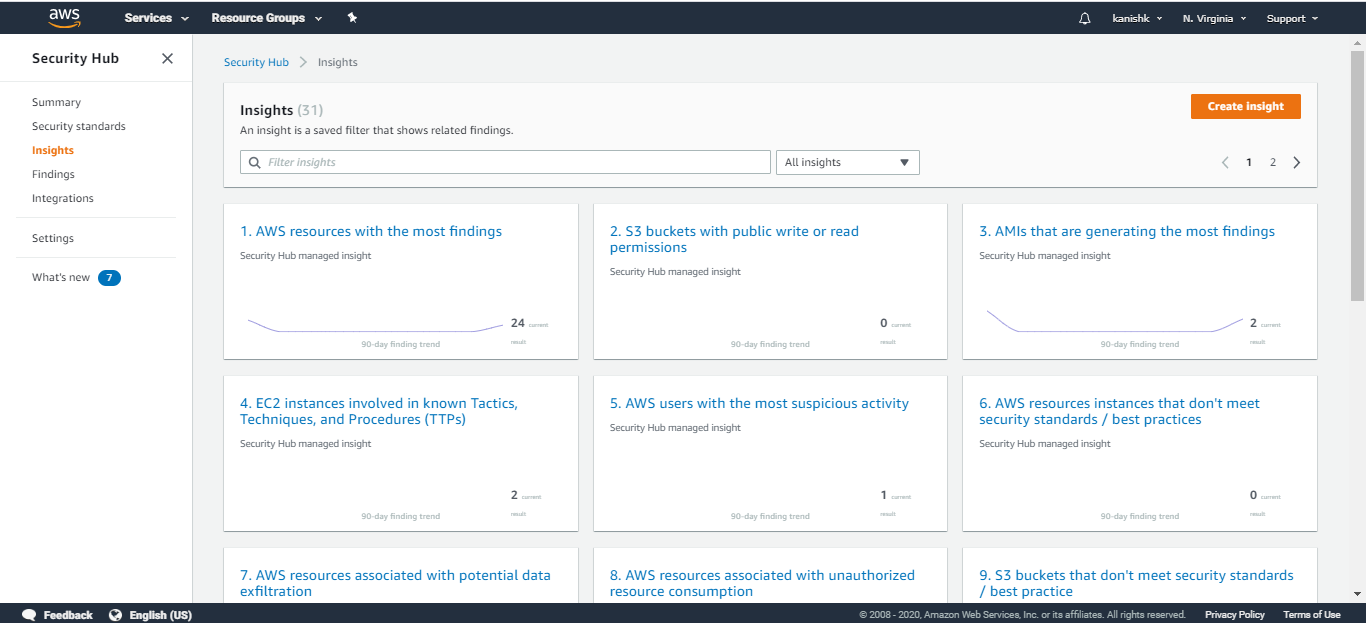 aws Services Resource Groups kanishk N. Virginia Support
Security Hub
Summary
Security standards
Insights
Findings
Integrations
Settings
What's new 7
Security Hub Insights
Insights (31)
Create insight
An insight is a saved filter that shows related findings.
Filter insights
All insights
1 2
1. AWS resources with the most findings
Security Hub managed insight
24 current
result
90-day finding trend
2. S3 buckets with public write or read
permissions
Security Hub managed insight
0 current
result
90-day finding trend
3. AMIs that are generating the most findings
Security Hub managed insight
2 current
result
90-day finding trend
4. EC2 instances involved in known Tactics,
Techniques, and Procedures (TTPs)
Security Hub managed insight
2 current
result
90-day finding trend
5. AWS users with the most suspicious activity
Security Hub managed insight
1 current
result
90-day finding trend
6. AWS resources instances that don't meet
security standards / best practices
Security Hub managed insight
0 current
result
90-day finding trend
7. AWS resources associated with potential data
exfiltration
8. AWS resources associated with unauthorized
resource consumption
9. S3 buckets that don't meet security standards
/ best practice
Feedback English (US) © 2008 - 2020, Amazon Web Services, Inc. or its affiliates. All rights reserved. Privacy Policy Terms of Use